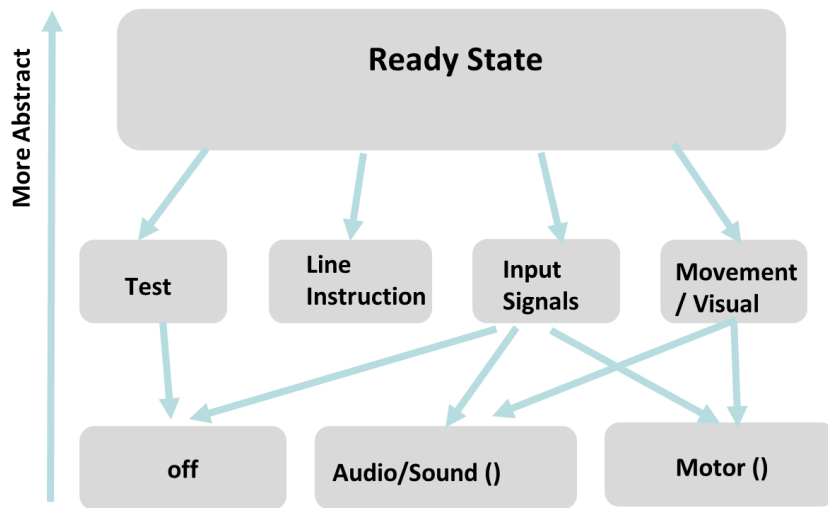 More Abstract
Ready State
Test
Line
Instruction
Input
Signals
Movement
/ Visual
off
Audio/Sound ()
Motor ()